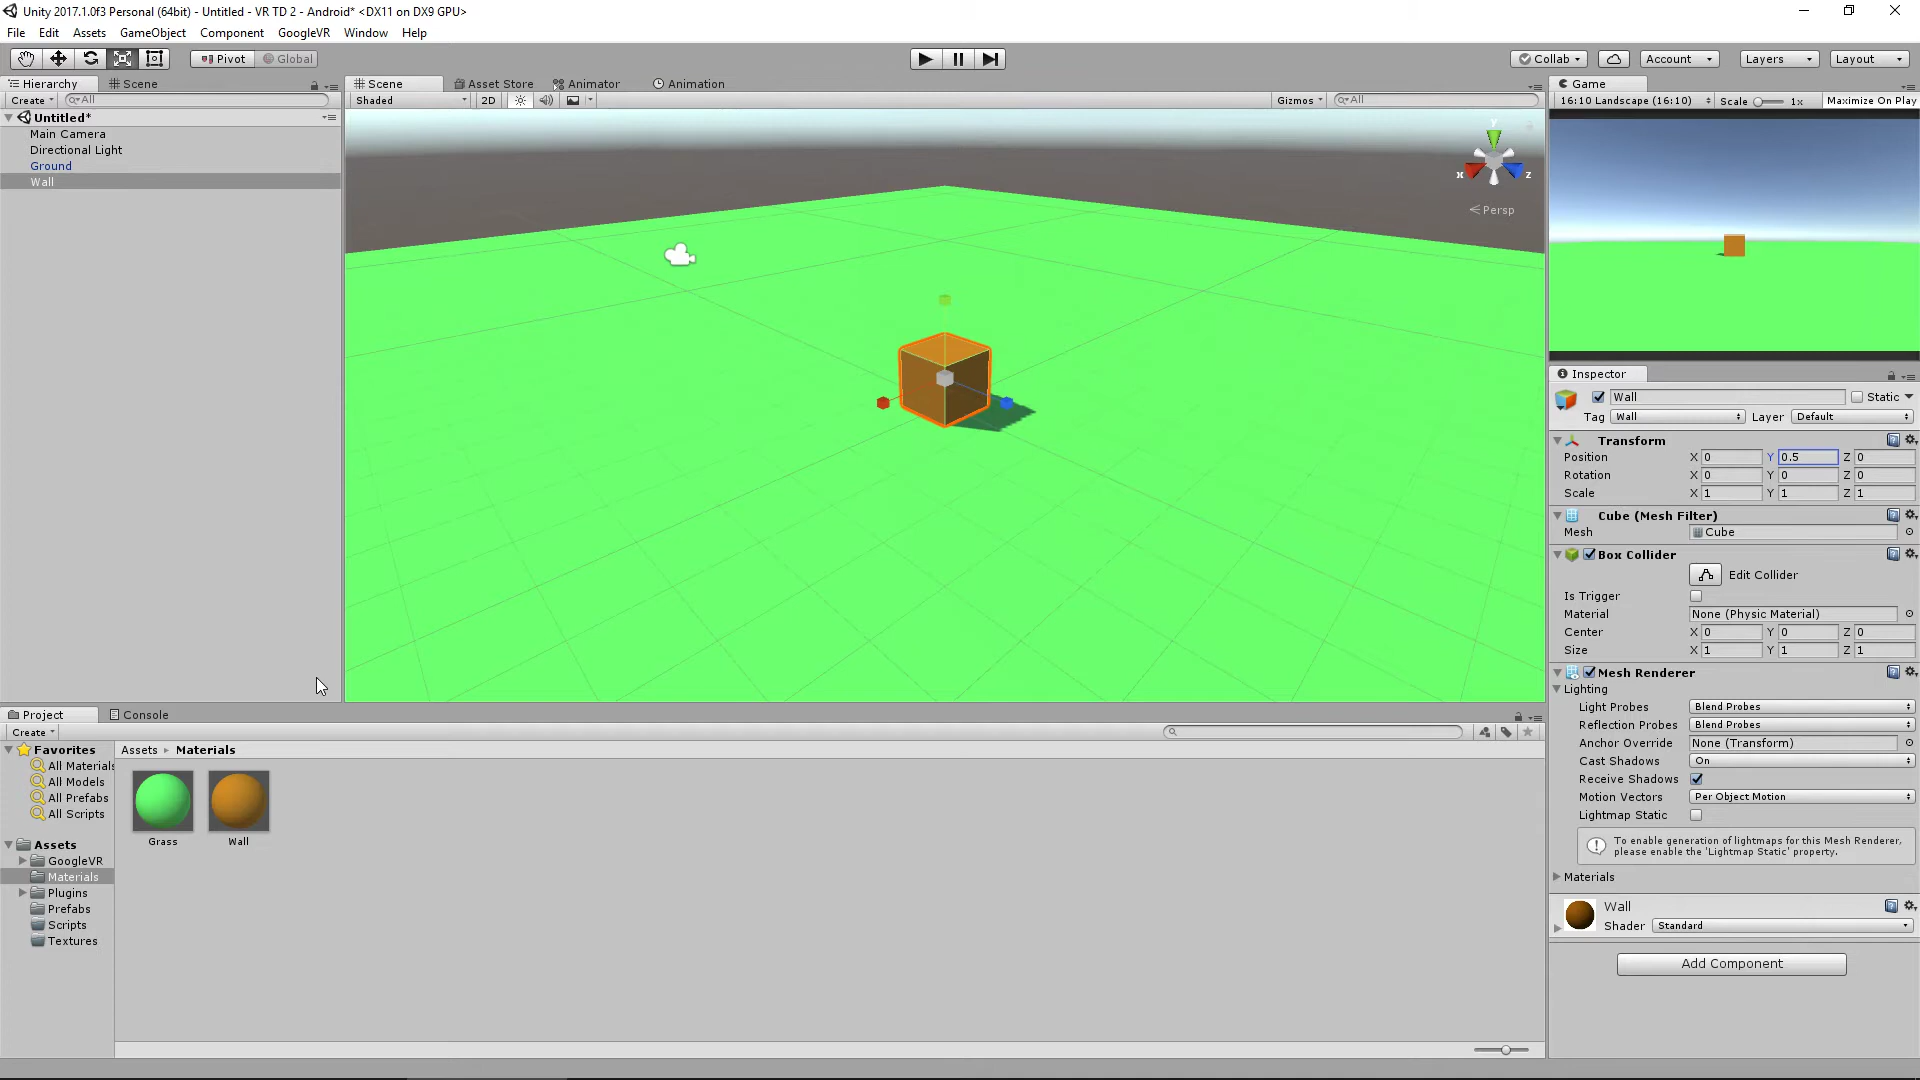 Unity 2017.1.0f3 Personal (64bit) - Untitled - VR TD 2 - Android* <DX11 on DX9 GPU>
File Edit Assets GameObject Component GoogleVR Window Help
Pivot Global Collab Account Layers Layout
Hierarchy Scene
Create All
Untitled*
Main Camera
Directional Light
Ground
Wall
Scene Asset Store Animator Animation
Shaded 2D Gizmos All
y
x z
Persp
Game
16:10 Landscape (16:10) Scale 1x Maximize On Play
Inspector
Wall Static
Tag Wall Layer Default
Transform
Position X 0 Y 0.5 Z 0
Rotation X 0 Y 0 Z 0
Scale X 1 Y 1 Z 1
Cube (Mesh Filter)
Mesh Cube
Box Collider
Edit Collider
Is Trigger
Material None (Physic Material)
Center X 0 Y 0 Z 0
Size X 1 Y 1 Z 1
Mesh Renderer
Lighting
Light Probes Blend Probes
Reflection Probes Blend Probes
Anchor Override None (Transform)
Cast Shadows On
Receive Shadows
Motion Vectors Per Object Motion
Lightmap Static
To enable generation of lightmaps for this Mesh Renderer,
please enable the 'Lightmap Static' property.
Materials
Wall
Shader Standard
Add Component
Project Console
Create
Favorites
All Materials
All Models
All Prefabs
All Scripts
Assets
GoogleVR
Materials
Plugins
Prefabs
Scripts
Textures
Assets Materials
Grass Wall